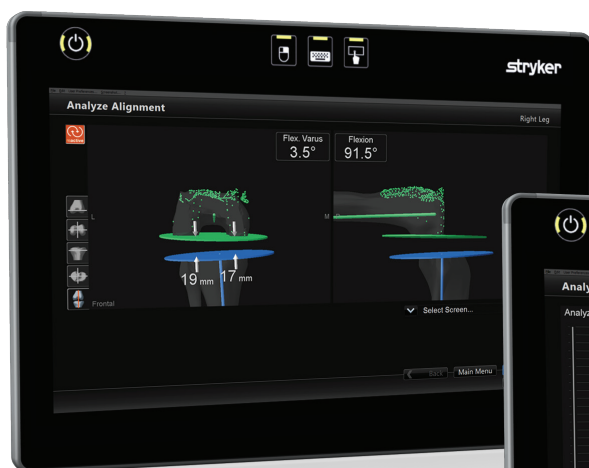 stryker
Analyze Alignment
Right Leg
inactive
Flex. Varus
3.5°
Flexion
91.5°
L
M
19 mm
17 mm
Frontal
Select Screen...
Back
Main Menu
Analy
Analyz